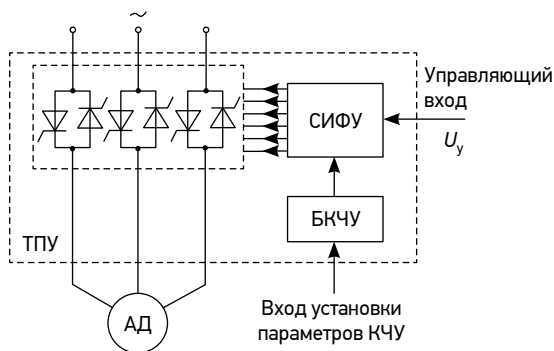 ~
Управляющий
вход
СИФУ
Uу
БКЧУ
ТПУ
АД
Вход установки
параметров КЧУ